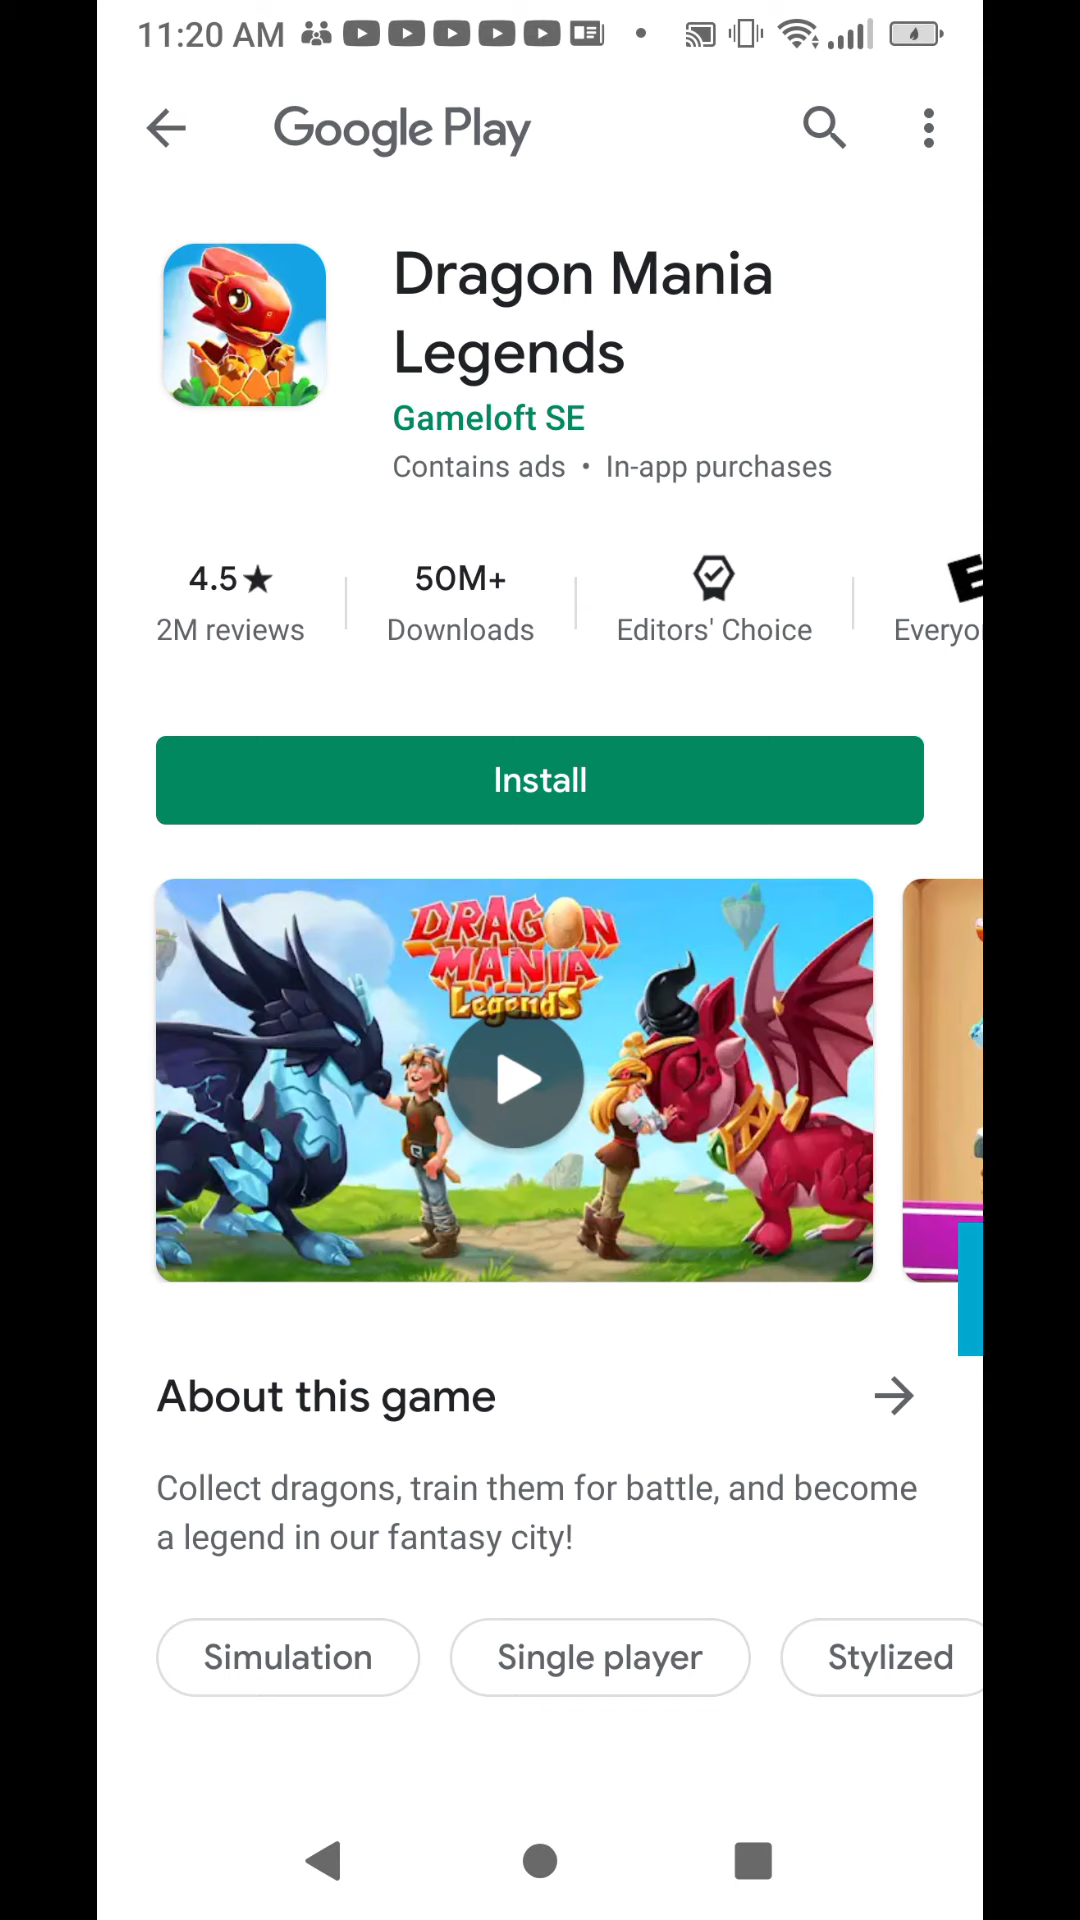 11:20 AM
Google Play
Dragon Mania
Legends
Gameloft SE
Contains ads • In-app purchases
4.5★ 50M+ E
2M reviews Downloads Editors' Choice Everyo
Install
DRAGON
MANIA
Legends
About this game
Collect dragons, train them for battle, and become
a legend in our fantasy city!
Simulation Single player Stylized